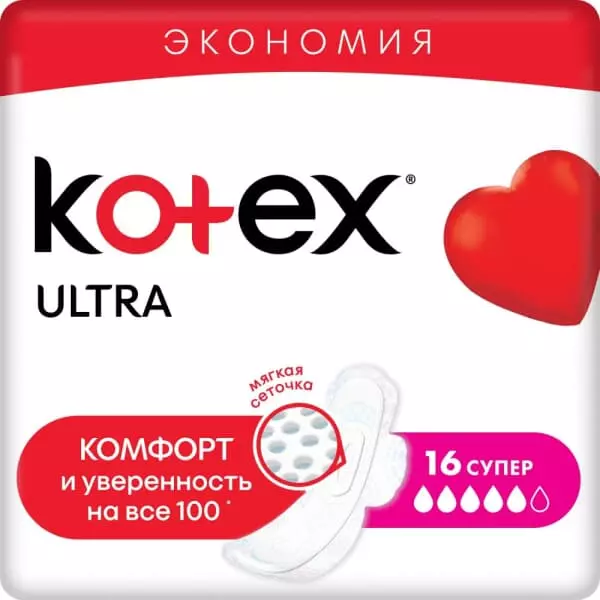 ЭКОНОМИЯ
kotex®
ULTRA
мягкая
сеточка
КОМФОРТ
и уверенность
на все 100*
16 СУПЕР